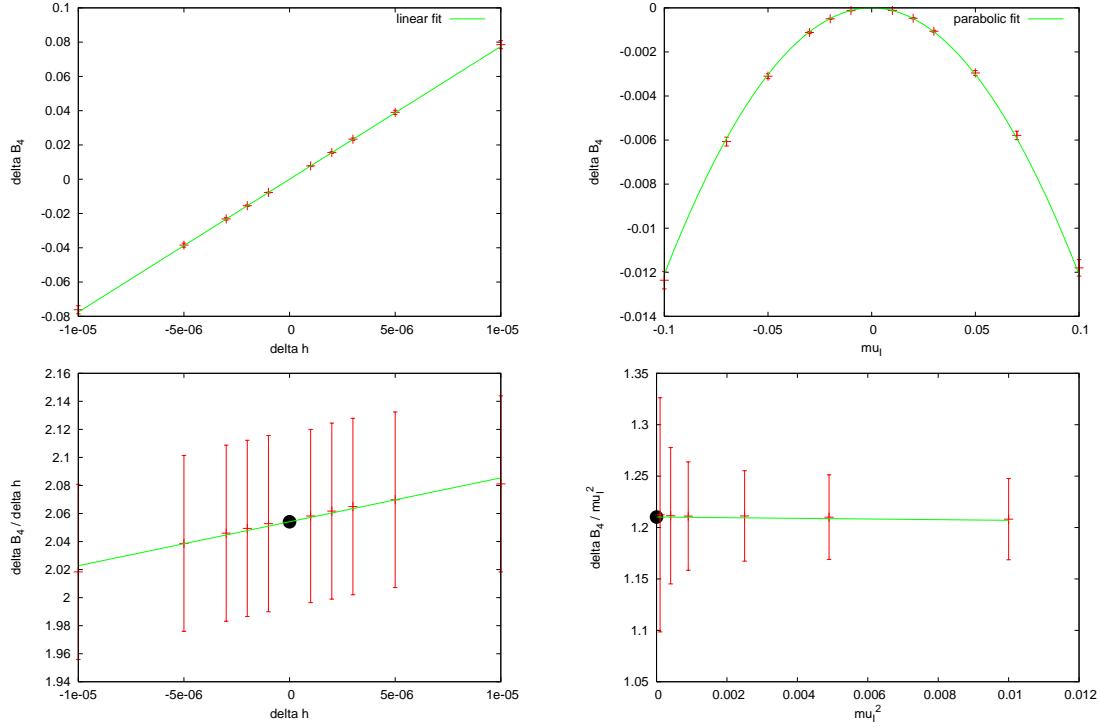 0.1
0.08
0.06
0.04
0.02
0
-0.02
-0.04
-0.06
-0.08
-1e-05
-5e-06
0
5e-06
1e-05
delta h
delta B4
linear fit
0
-0.002
-0.004
-0.006
-0.008
-0.01
-0.012
-0.014
-0.1
-0.05
0
0.05
0.1
muI
delta B4
parabolic fit
2.16
2.14
2.12
2.1
2.08
2.06
2.04
2.02
2
1.98
1.96
1.94
-1e-05
-5e-06
0
5e-06
1e-05
delta h
delta B4 / delta h
1.35
1.3
1.25
1.2
1.15
1.1
1.05
0
0.002
0.004
0.006
0.008
0.01
0.012
muI^2
delta B4 / muI^2